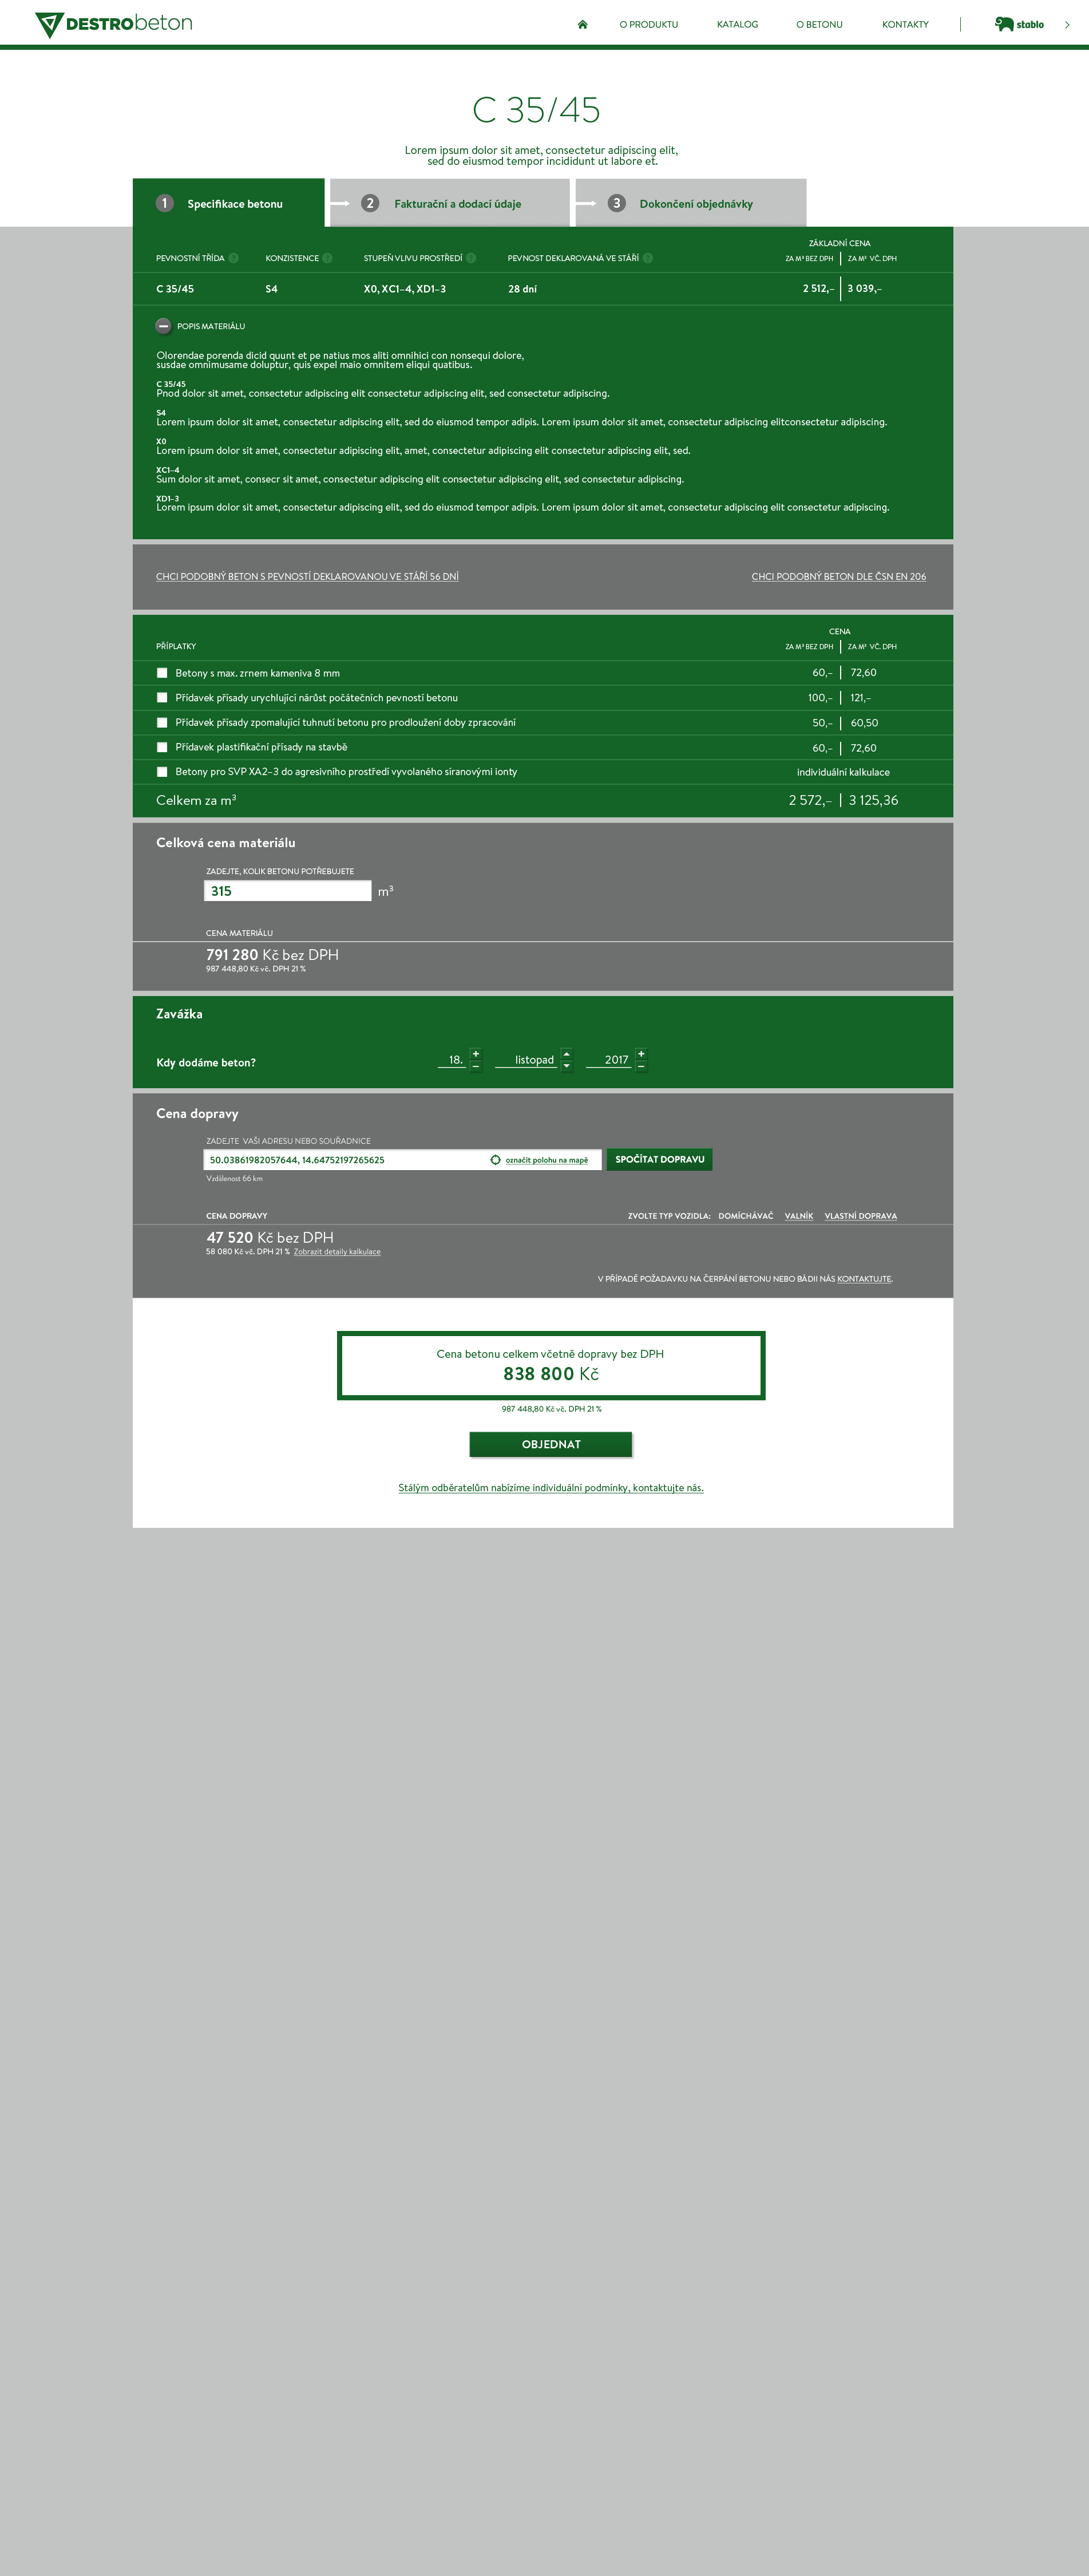 DESTRObeton
O PRODUKTU KATALOG O BETONU KONTAKTY stablo
C 35/45
Lorem ipsum dolor sit amet, consectetur adipiscing elit,
sed do eiusmod tempor incididunt ut labore et.
1 Specifikace betonu
2 Fakturační a dodací údaje
3 Dokončení objednávky
ZÁKLADNÍ CENA
PEVNOSTNÍ TŘÍDA ? KONZISTENCE ? STUPEŇ VLIVU PROSTŘEDÍ ? PEVNOST DEKLAROVANÁ VE STÁŘÍ ? ZA M³ BEZ DPH ZA M³ VČ. DPH
C 35/45 S4 X0, XC1–4, XD1–3 28 dní 2 512,– 3 039,–
POPIS MATERIÁLU
Olorendae porenda dicid quunt et pe natius mos aliti omnihici con nonsequi dolore,
susdae omnimusame doluptur, quis expel maio omnitem eliqui quatibus.
C 35/45
Pnod dolor sit amet, consectetur adipiscing elit consectetur adipiscing elit, sed consectetur adipiscing.
S4
Lorem ipsum dolor sit amet, consectetur adipiscing elit, sed do eiusmod tempor adipis. Lorem ipsum dolor sit amet, consectetur adipiscing elitconsectetur adipiscing.
X0
Lorem ipsum dolor sit amet, consectetur adipiscing elit, amet, consectetur adipiscing elit consectetur adipiscing elit, sed.
XC1–4
Sum dolor sit amet, consecr sit amet, consectetur adipiscing elit consectetur adipiscing elit, sed consectetur adipiscing.
XD1–3
Lorem ipsum dolor sit amet, consectetur adipiscing elit, sed do eiusmod tempor adipis. Lorem ipsum dolor sit amet, consectetur adipiscing elit consectetur adipiscing.
CHCI PODOBNÝ BETON S PEVNOSTÍ DEKLAROVANOU VE STÁŘÍ 56 DNÍ CHCI PODOBNÝ BETON DLE ČSN EN 206
CENA
PŘÍPLATKY ZA M³ BEZ DPH ZA M³ VČ. DPH
Betony s max. zrnem kameniva 8 mm 60,– 72,60
Přídavek přísady urychlující nárůst počátečních pevností betonu 100,– 121,–
Přídavek přísady zpomalující tuhnutí betonu pro prodloužení doby zpracování 50,– 60,50
Přídavek plastifikační přísady na stavbě 60,– 72,60
Betony pro SVP XA2–3 do agresivního prostředí vyvolaného síranovými ionty individuální kalkulace
Celkem za m³ 2 572,– 3 125,36
Celková cena materiálu
ZADEJTE, KOLIK BETONU POTŘEBUJETE
315 m³
CENA MATERIÁLU
791 280 Kč bez DPH
987 448,80 Kč vč. DPH 21 %
Zavážka
Kdy dodáme beton? 18. listopad 2017
Cena dopravy
ZADEJTE VAŠI ADRESU NEBO SOUŘADNICE
50.03861982057644, 14.64752197265625 označit polohu na mapě SPOČÍTAT DOPRAVU
Vzdálenost 66 km
CENA DOPRAVY ZVOLTE TYP VOZIDLA: DOMÍCHÁVAČ VALNÍK VLASTNÍ DOPRAVA
47 520 Kč bez DPH
58 080 Kč vč. DPH 21 % Zobrazit detaily kalkulace
V PŘÍPADĚ POŽADAVKU NA ČERPÁNÍ BETONU NEBO BÁDII NÁS KONTAKTUJTE.
Cena betonu celkem včetně dopravy bez DPH
838 800 Kč
987 448,80 Kč vč. DPH 21 %
OBJEDNAT
Stálým odběratelům nabízíme individuální podmínky, kontaktujte nás.